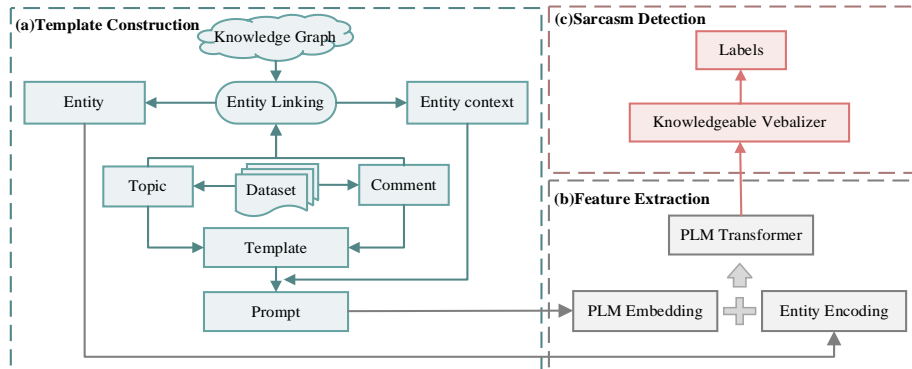 (a)Template Construction
Knowledge Graph
Entity
Entity Linking
Entity context
Topic
Dataset
Comment
Template
Prompt
(c)Sarcasm Detection
Labels
Knowledgeable Vebalizer
(b)Feature Extraction
PLM Transformer
PLM Embedding
Entity Encoding